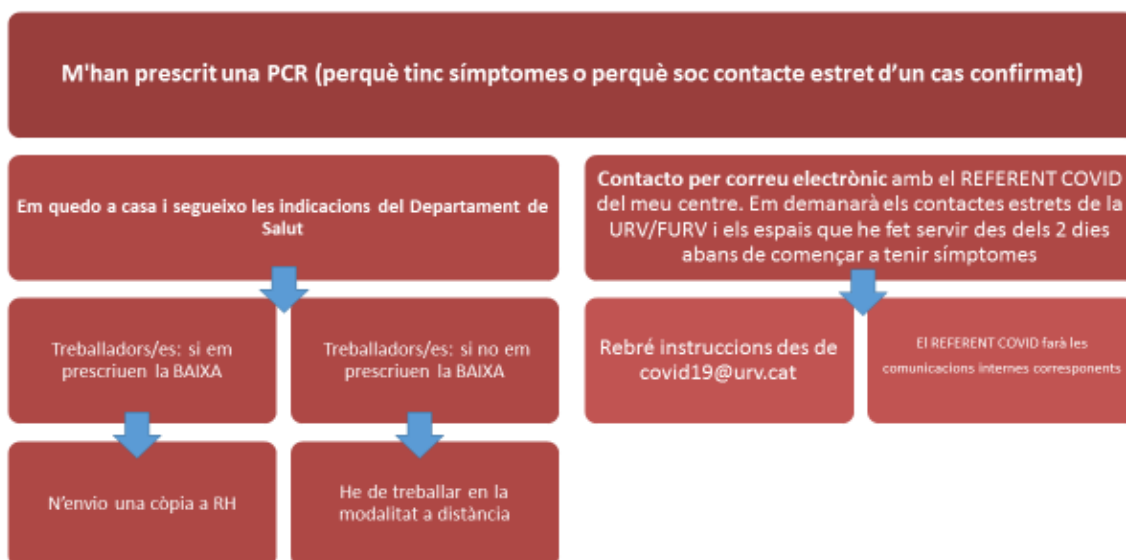 M'han prescrit una PCR (perquè tinc símptomes o perquè soc contacte estret d'un cas confirmat)
Em quedo a casa i segueixo les indicacions del Departament de
Salut
Contacto per correu electrònic amb el REFERENT COVID
del meu centre. Em demanarà els contactes estrets de la
URV/FURV i els espais que he fet servir des dels 2 dies
abans de començar a tenir símptomes
Treballadors/es: si em
prescriuen la BAIXA
Treballadors/es: si no em
prescriuen la BAIXA
Rebré instruccions des de
covid19@urv.cat
El REFERENT COVID farà les
comunicacions internes corresponents
N'envio una còpia a RH
He de treballar en la
modalitat a distància